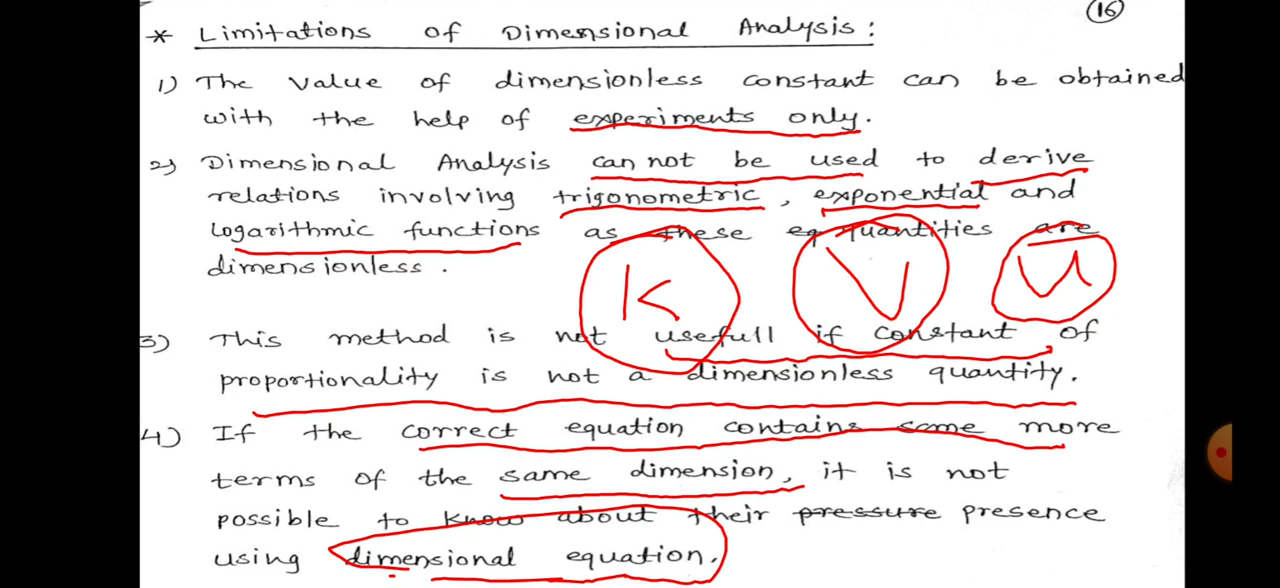 16
* Limitations of Dimensional Analysis :
1) The value of dimensionless constant can be obtained
with the help of experiments only.
2) Dimensional Analysis can not be used to derive
relations involving trigonometric, exponential and
logarithmic functions as these eq quantities are
dimensionless.
K V u
3) This method is not usefull if constant of
proportionality is not a dimensionless quantity.
4) If the correct equation contains some more
terms of the same dimension, it is not
possible to know about their pressure presence
using dimensional equation.